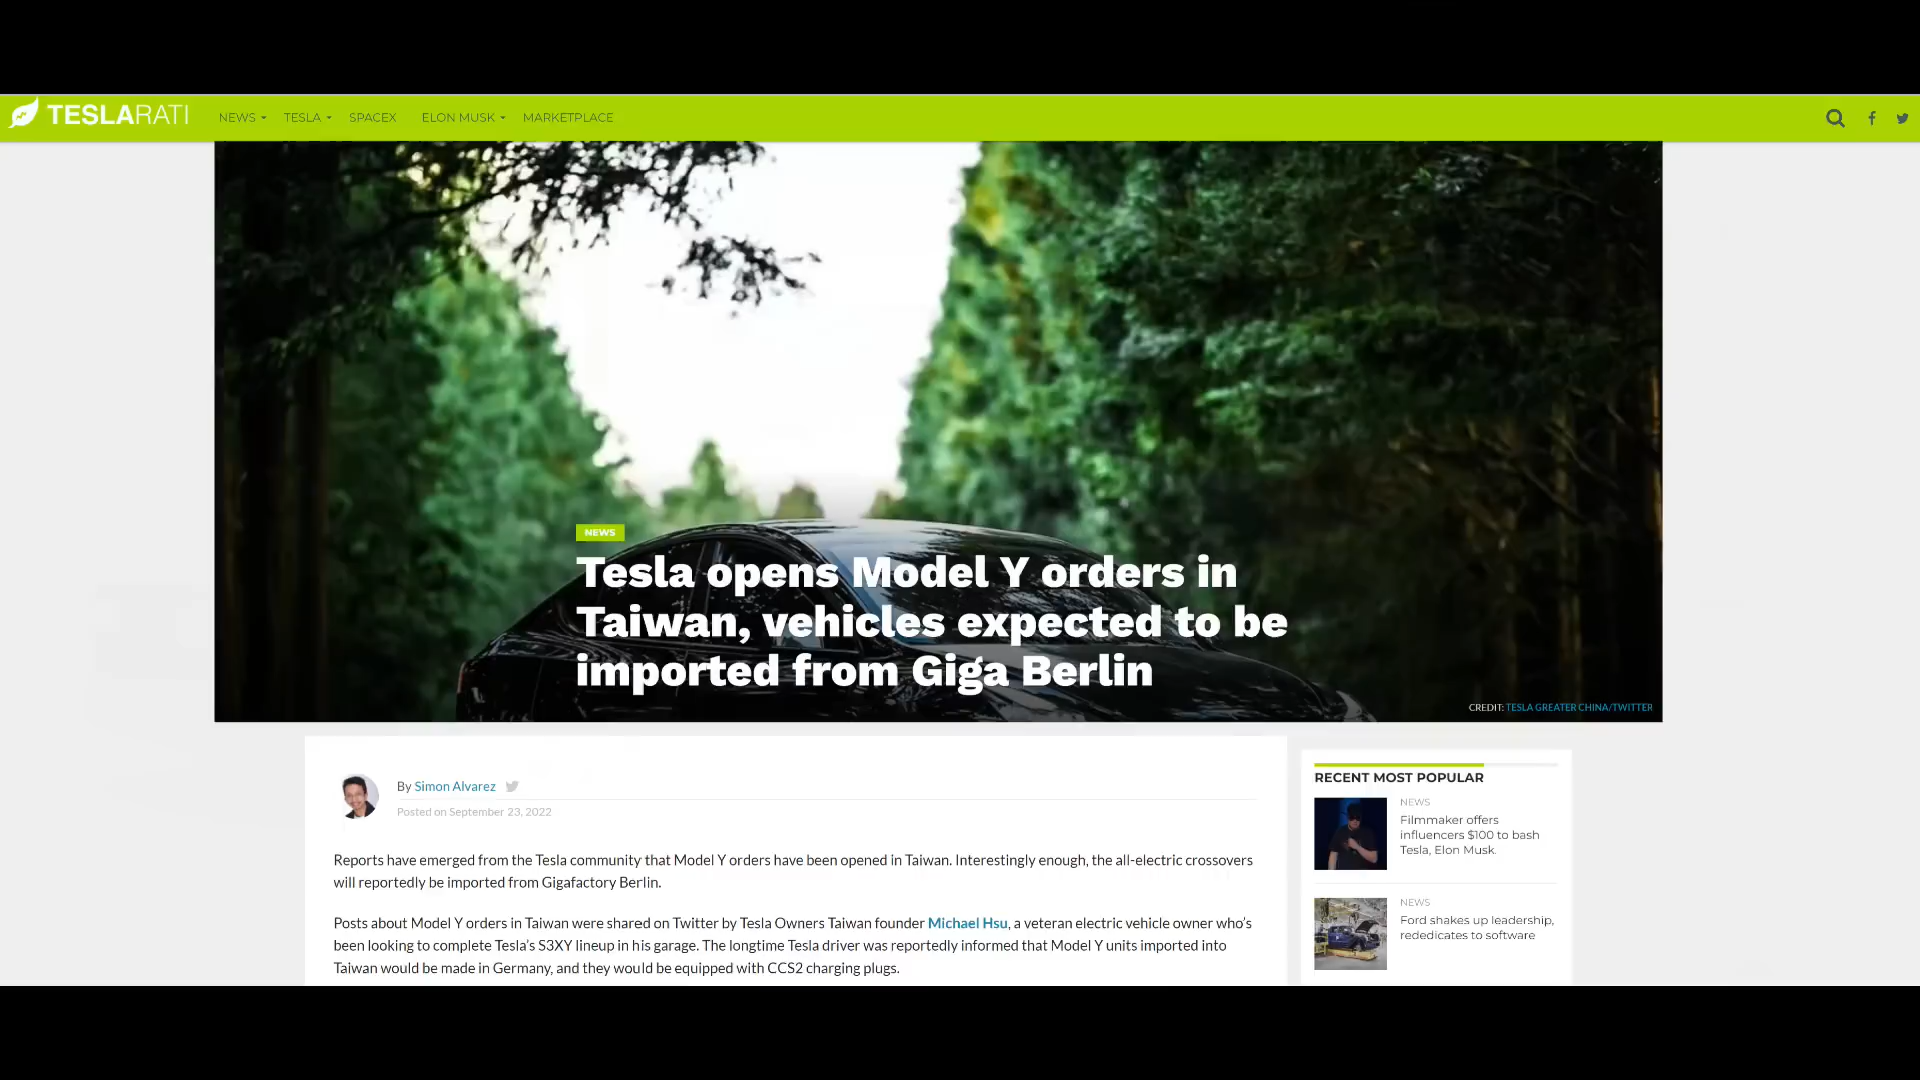 TESLARATI
NEWS TESLA SPACEX ELON MUSK MARKETPLACE
NEWS
Tesla opens Model Y orders in
Taiwan, vehicles expected to be
imported from Giga Berlin
CREDIT: TESLA GREATER CHINA/TWITTER
By Simon Alvarez
Posted on September 23, 2022
Reports have emerged from the Tesla community that Model Y orders have been opened in Taiwan. Interestingly enough, the all-electric crossovers
will reportedly be imported from Gigafactory Berlin.
Posts about Model Y orders in Taiwan were shared on Twitter by Tesla Owners Taiwan founder Michael Hsu, a veteran electric vehicle owner who’s
been looking to complete Tesla’s S3XY lineup in his garage. The longtime Tesla driver was reportedly informed that Model Y units imported into
Taiwan would be made in Germany, and they would be equipped with CCS2 charging plugs.
RECENT MOST POPULAR
NEWS
Filmmaker offers
influencers $100 to bash
Tesla, Elon Musk.
NEWS
Ford shakes up leadership,
rededicates to software